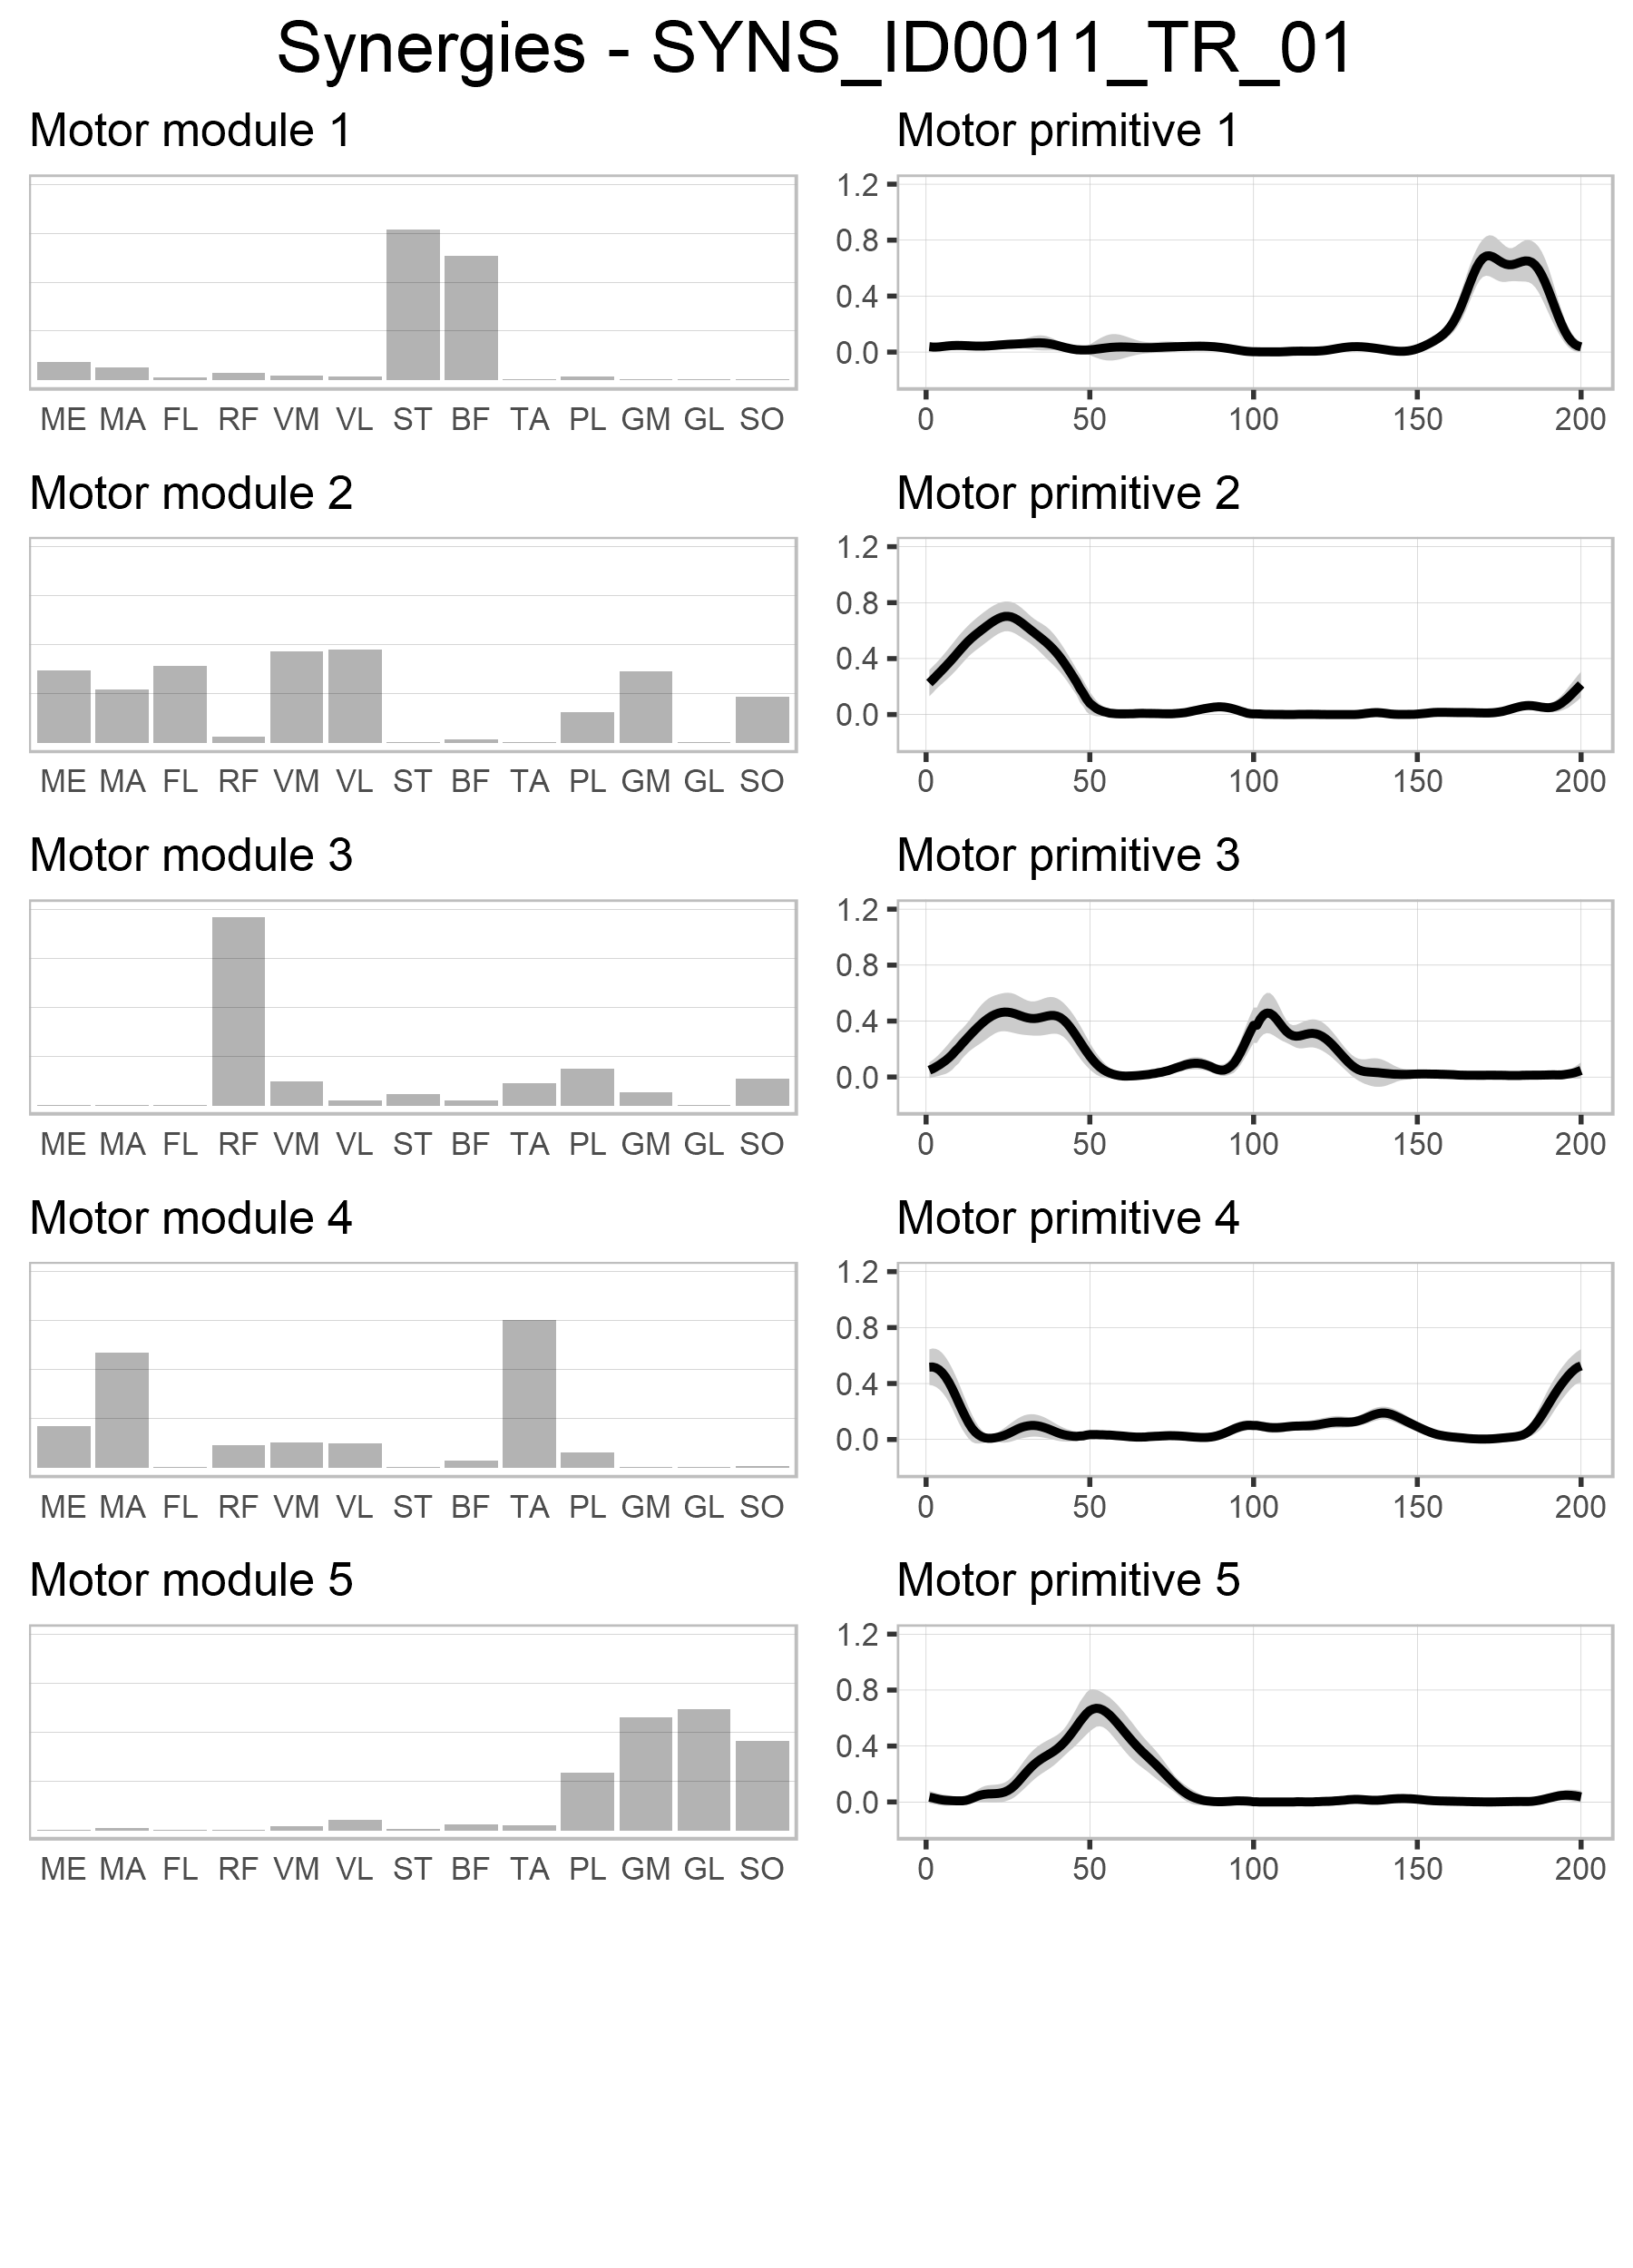 Synergies - SYNS_ID0011_TR_01
Motor module 1
Motor primitive 1
1.2
0.8
0.4
0.0
ME MA FL RF VM VL ST BF TA PL GM GL SO
0 50 100 150 200
Motor module 2
Motor primitive 2
1.2
0.8
0.4
0.0
ME MA FL RF VM VL ST BF TA PL GM GL SO
0 50 100 150 200
Motor module 3
Motor primitive 3
1.2
0.8
0.4
0.0
ME MA FL RF VM VL ST BF TA PL GM GL SO
0 50 100 150 200
Motor module 4
Motor primitive 4
1.2
0.8
0.4
0.0
ME MA FL RF VM VL ST BF TA PL GM GL SO
0 50 100 150 200
Motor module 5
Motor primitive 5
1.2
0.8
0.4
0.0
ME MA FL RF VM VL ST BF TA PL GM GL SO
0 50 100 150 200